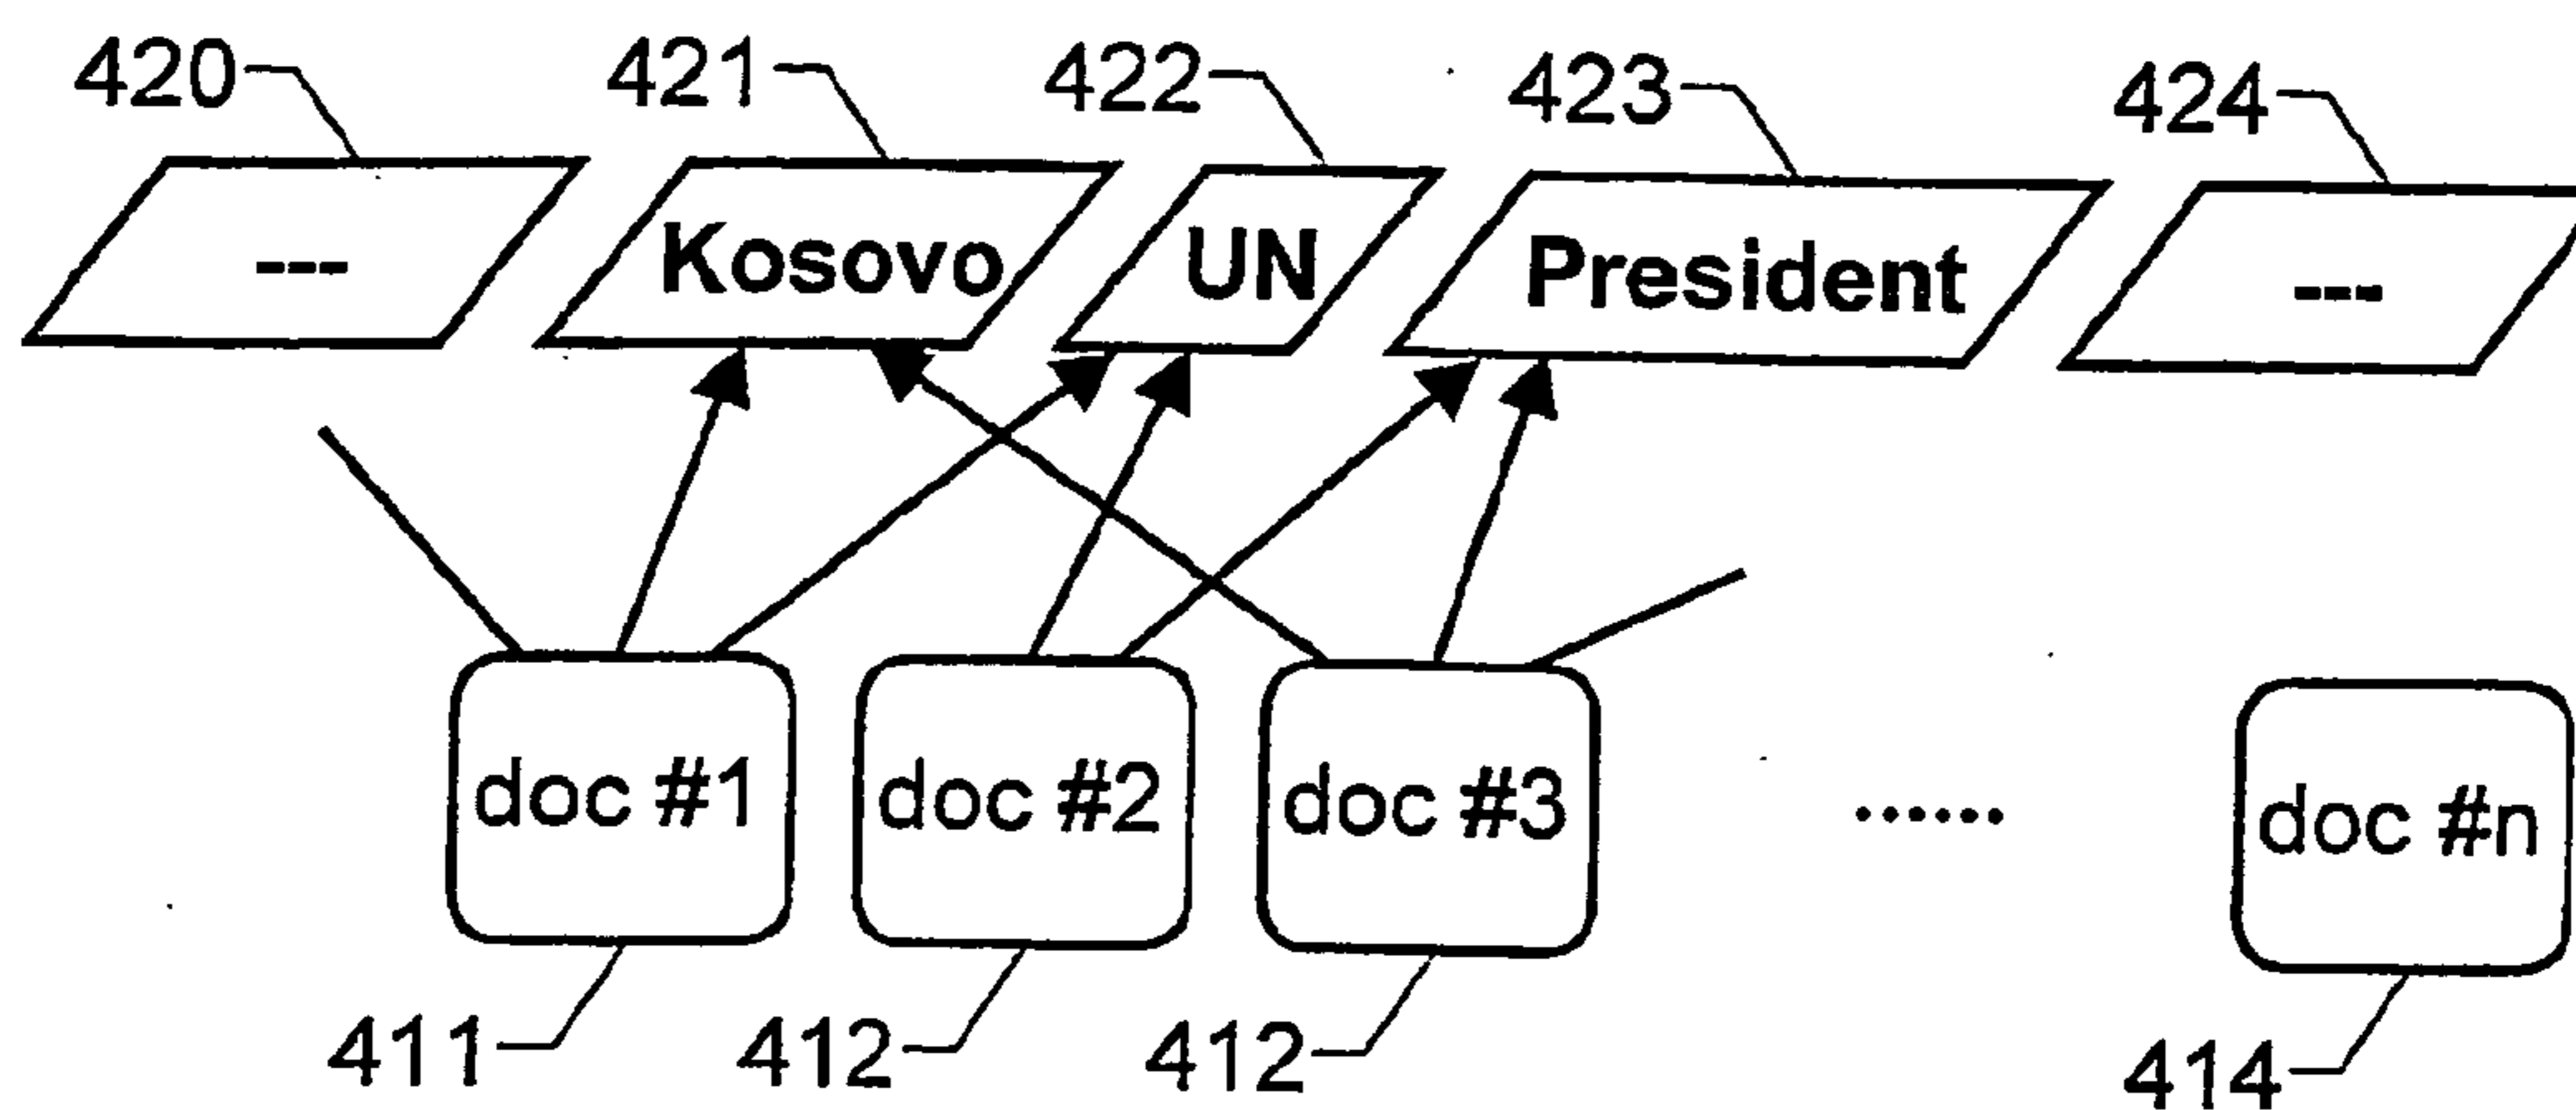 420 421 422 423 424
--- Kosovo UN President ---
doc #1 doc #2 doc #3 ...... doc #n
411 412 412 414